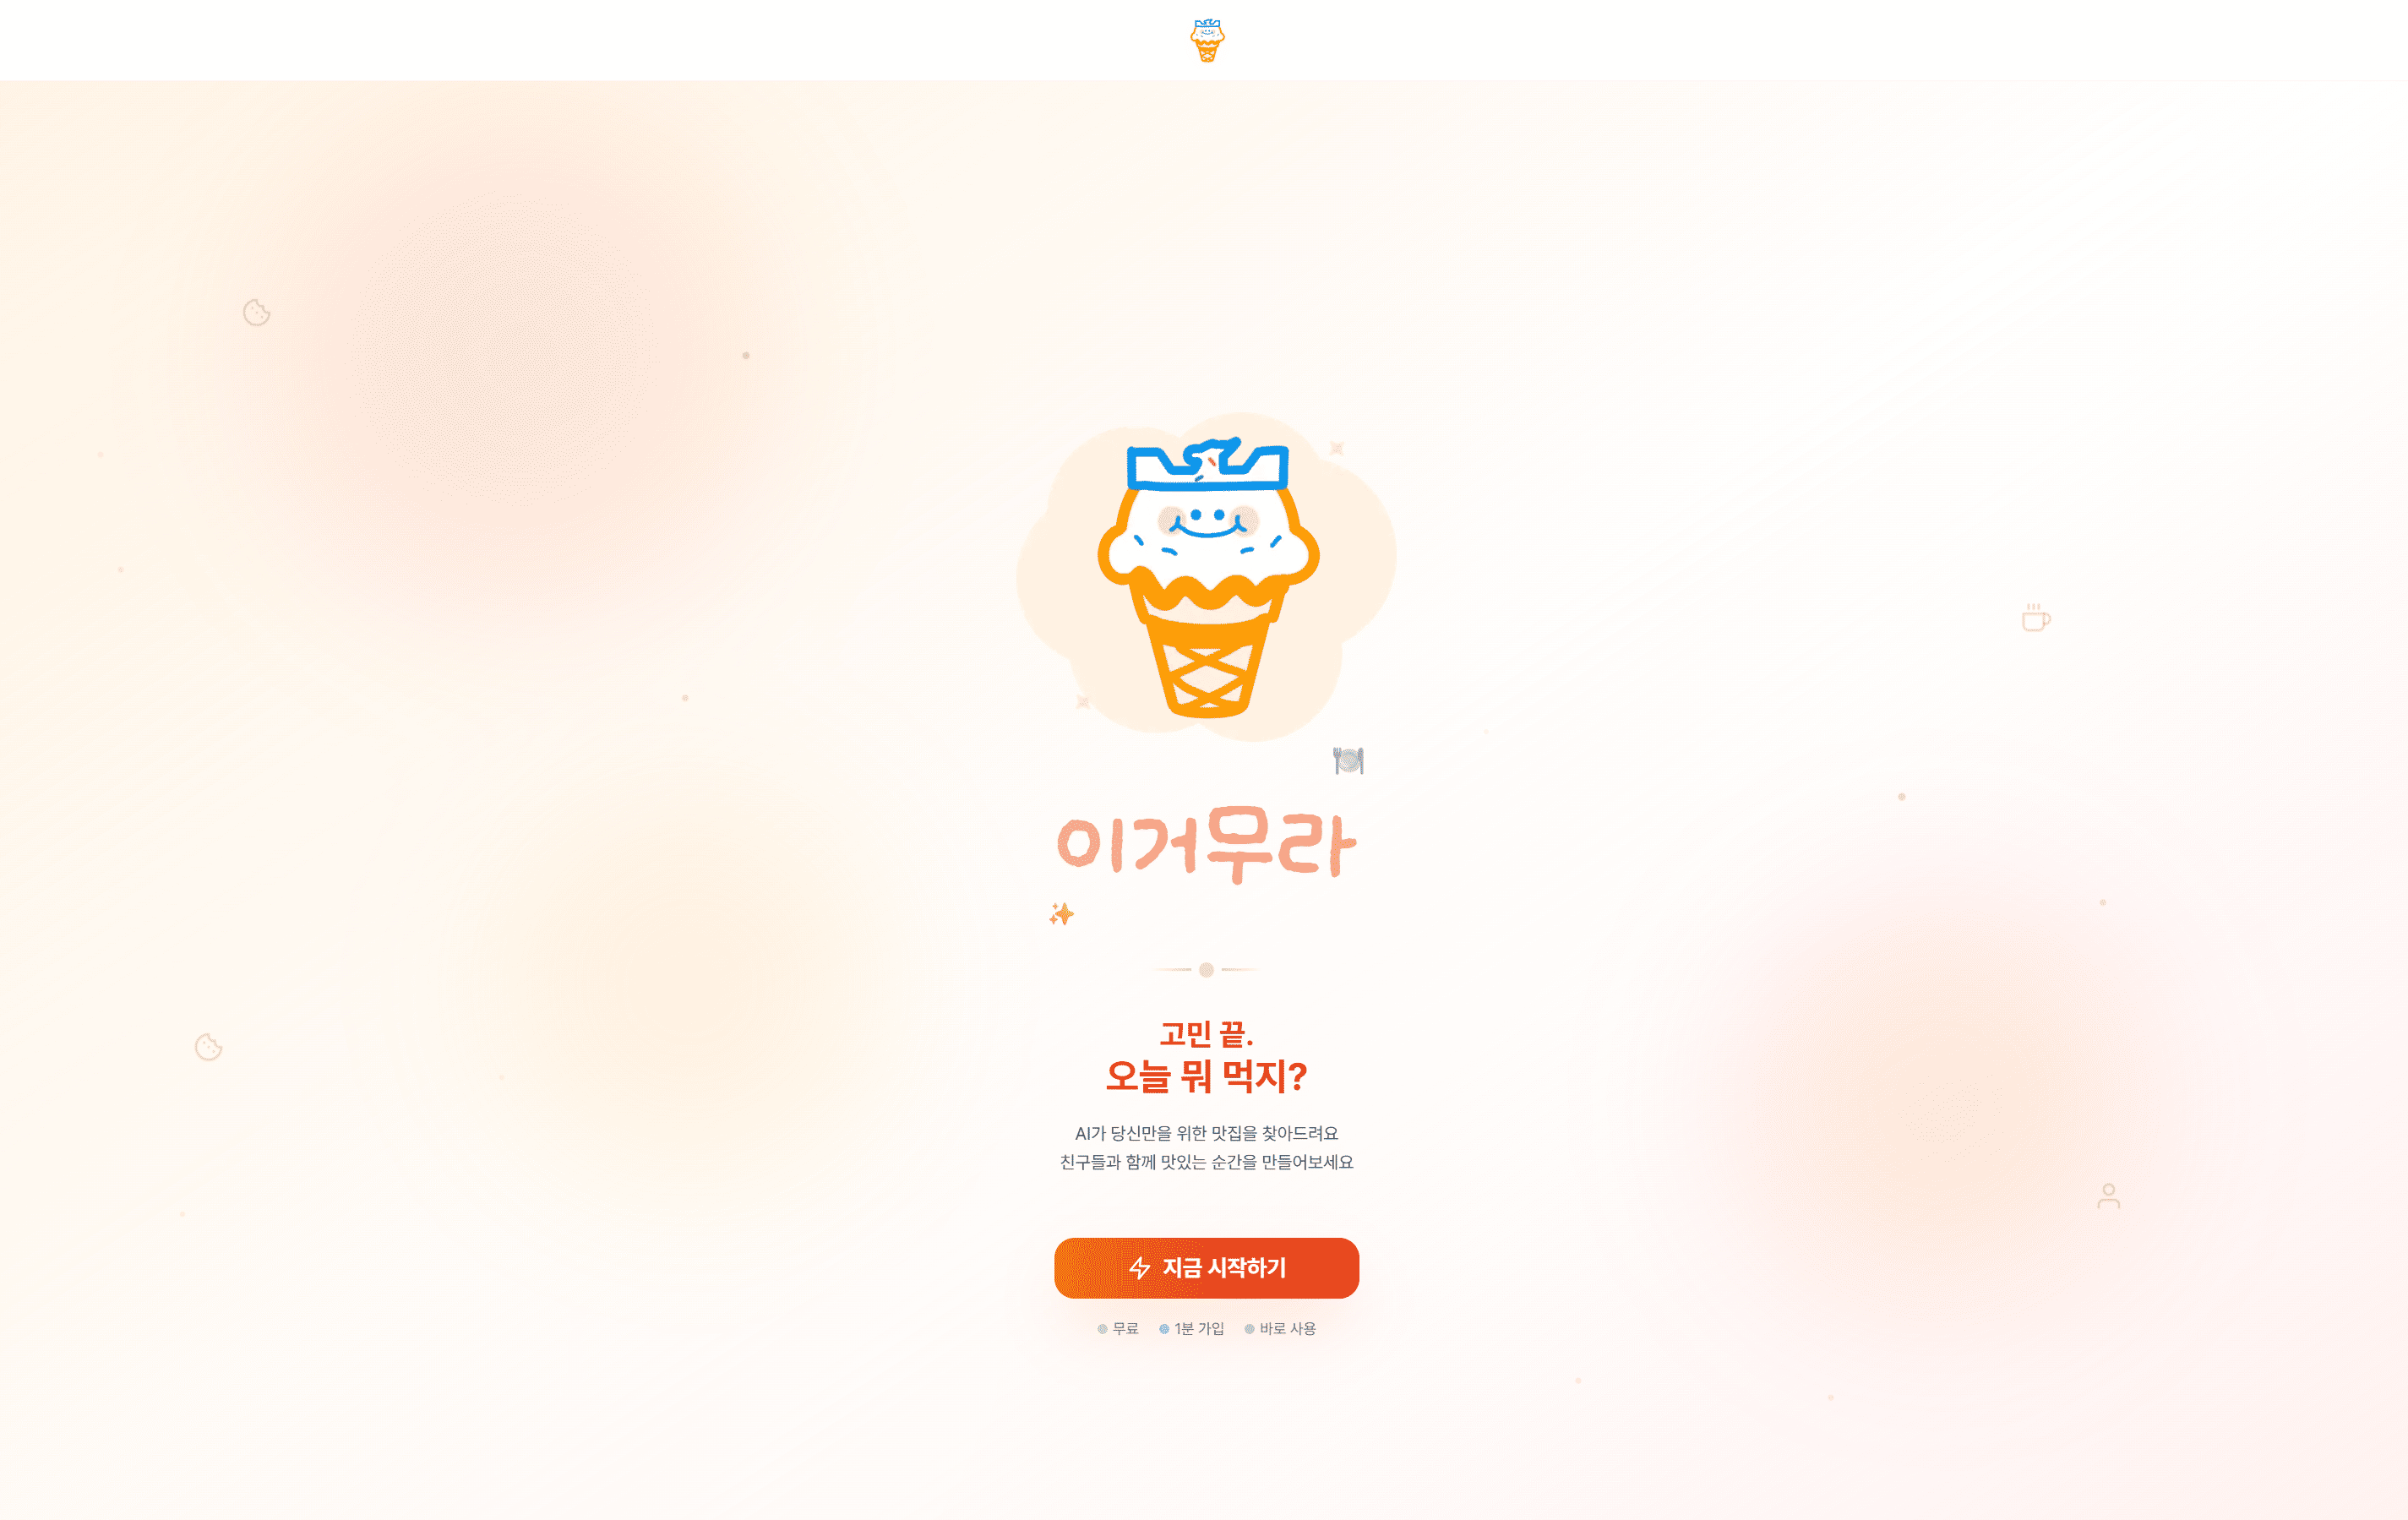 이거무라
고민 끝.
오늘 뭐 먹지?
AI가 당신만을 위한 맛집을 찾아드려요
친구들과 함께 맛있는 순간을 만들어보세요
지금 시작하기
무료 1분 가입 바로 사용